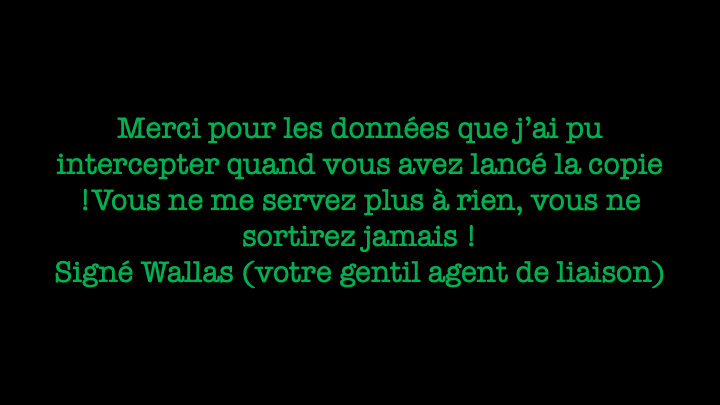 Merci pour les données que j’ai pu
intercepter quand vous avez lancé la copie
!Vous ne me servez plus à rien, vous ne
sortirez jamais !
Signé Wallas (votre gentil agent de liaison)